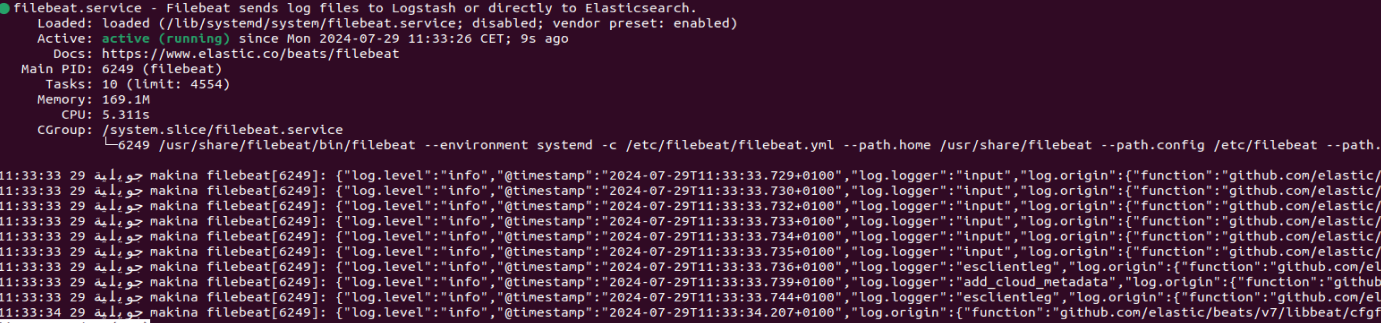 filebeat.service - Filebeat sends log files to Logstash or directly to Elasticsearch.
Loaded: loaded (/lib/systemd/system/filebeat.service; disabled; vendor preset: enabled)
Active: active (running) since Mon 2024-07-29 11:33:26 CET; 9s ago
Docs: https://www.elastic.co/beats/filebeat
Main PID: 6249 (filebeat)
Tasks: 10 (limit: 4554)
Memory: 169.1M
CPU: 5.311s
CGroup: /system.slice/filebeat.service
└─6249 /usr/share/filebeat/bin/filebeat --environment systemd -c /etc/filebeat/filebeat.yml --path.home /usr/share/filebeat --path.config /etc/filebeat --path.
11:33:33 29 جويلية makina filebeat[6249]: {"log.level":"info","@timestamp":"2024-07-29T11:33:33.729+0100","log.logger":"input","log.origin":{"function":"github.com/elastic/
11:33:33 29 جويلية makina filebeat[6249]: {"log.level":"info","@timestamp":"2024-07-29T11:33:33.730+0100","log.logger":"input","log.origin":{"function":"github.com/elastic/
11:33:33 29 جويلية makina filebeat[6249]: {"log.level":"info","@timestamp":"2024-07-29T11:33:33.732+0100","log.logger":"input","log.origin":{"function":"github.com/elastic/
11:33:33 29 جويلية makina filebeat[6249]: {"log.level":"info","@timestamp":"2024-07-29T11:33:33.733+0100","log.logger":"input","log.origin":{"function":"github.com/elastic/
11:33:33 29 جويلية makina filebeat[6249]: {"log.level":"info","@timestamp":"2024-07-29T11:33:33.734+0100","log.logger":"input","log.origin":{"function":"github.com/elastic/
11:33:33 29 جويلية makina filebeat[6249]: {"log.level":"info","@timestamp":"2024-07-29T11:33:33.735+0100","log.logger":"input","log.origin":{"function":"github.com/elastic/
11:33:33 29 جويلية makina filebeat[6249]: {"log.level":"info","@timestamp":"2024-07-29T11:33:33.736+0100","log.logger":"esclientleg","log.origin":{"function":"github.com/el
11:33:33 29 جويلية makina filebeat[6249]: {"log.level":"info","@timestamp":"2024-07-29T11:33:33.739+0100","log.logger":"add_cloud_metadata","log.origin":{"function":"github
11:33:33 29 جويلية makina filebeat[6249]: {"log.level":"info","@timestamp":"2024-07-29T11:33:33.744+0100","log.logger":"esclientleg","log.origin":{"function":"github.com/el
11:33:34 29 جويلية makina filebeat[6249]: {"log.level":"info","@timestamp":"2024-07-29T11:33:34.207+0100","log.origin":{"function":"github.com/elastic/beats/v7/libbeat/cfgf